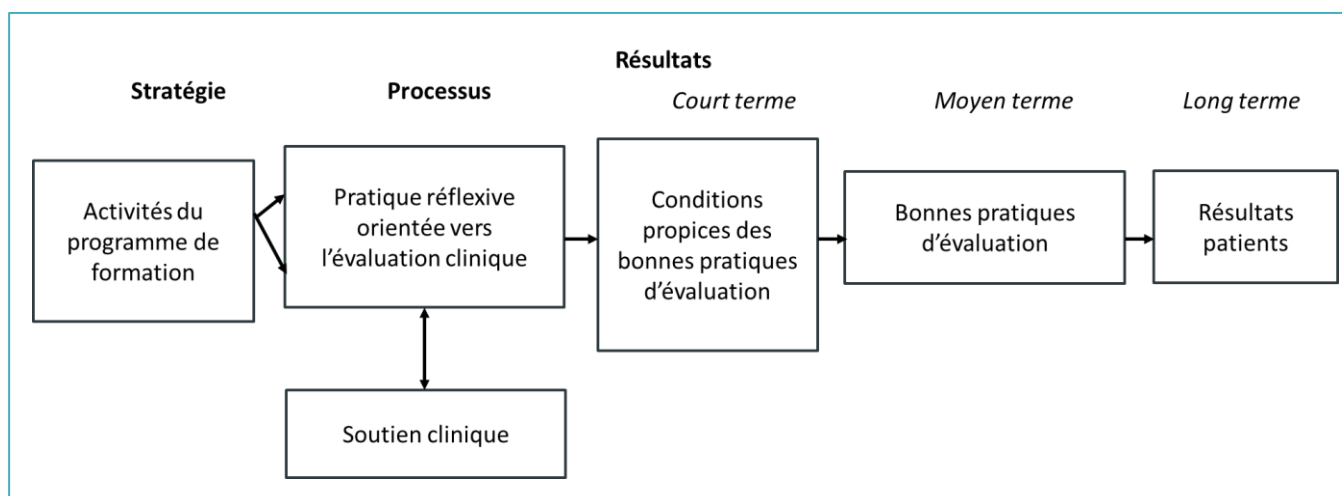 Résultats
Stratégie
Processus
Court terme
Moyen terme
Long terme
Activités du
programme de
formation
Pratique réflexive
orientée vers
l’évaluation clinique
Conditions
propices des
bonnes pratiques
d’évaluation
Bonnes pratiques
d’évaluation
Résultats
patients
Soutien clinique